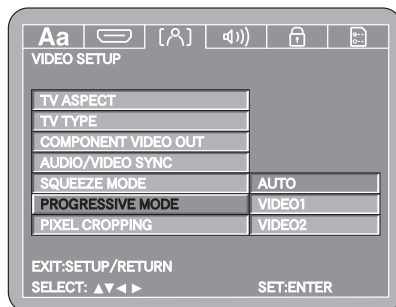 Aa
VIDEO SETUP
TV ASPECT
TV TYPE
COMPONENT VIDEO OUT
AUDIO/VIDEO SYNC
SQUEEZE MODE AUTO
PROGRESSIVE MODE VIDEO1
PIXEL CROPPING VIDEO2
EXIT:SETUP/RETURN
SELECT: ▲▼◄ ► SET:ENTER